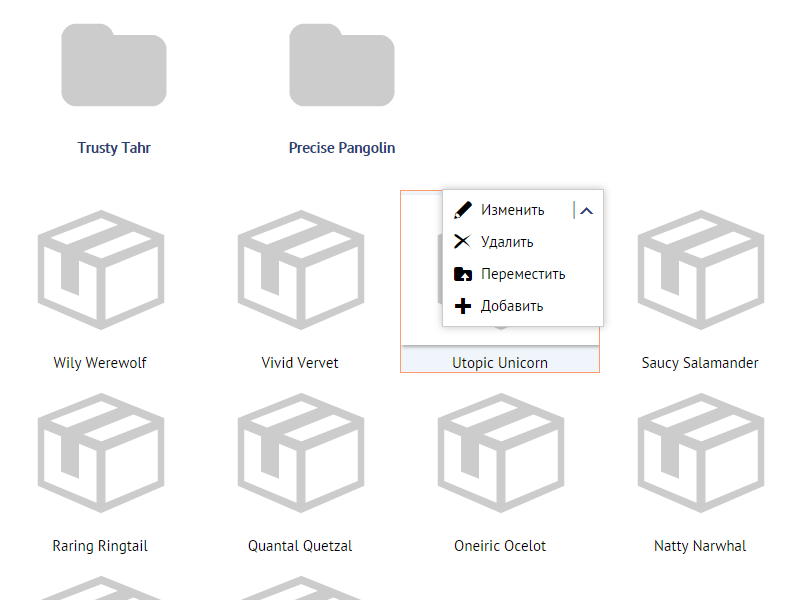 Trusty Tahr
Precise Pangolin
Изменить
Удалить
Переместить
Добавить
Wily Werewolf
Vivid Vervet
Utopic Unicorn
Saucy Salamander
Raring Ringtail
Quantal Quetzal
Oneiric Ocelot
Natty Narwhal